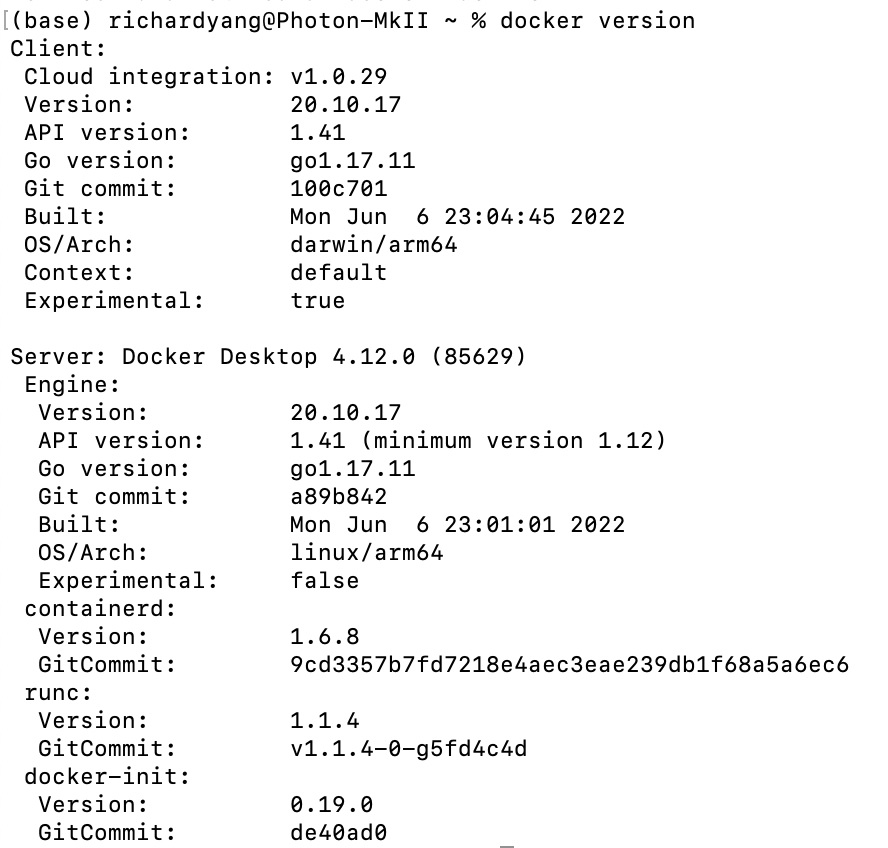 [(base) richardyang@Photon-MkII ~ % docker version
Client:
 Cloud integration: v1.0.29
 Version:           20.10.17
 API version:       1.41
 Go version:        go1.17.11
 Git commit:        100c701
 Built:             Mon Jun  6 23:04:45 2022
 OS/Arch:           darwin/arm64
 Context:           default
 Experimental:      true

Server: Docker Desktop 4.12.0 (85629)
 Engine:
  Version:          20.10.17
  API version:      1.41 (minimum version 1.12)
  Go version:       go1.17.11
  Git commit:       a89b842
  Built:            Mon Jun  6 23:01:01 2022
  OS/Arch:          linux/arm64
  Experimental:     false
 containerd:
  Version:          1.6.8
  GitCommit:        9cd3357b7fd7218e4aec3eae239db1f68a5a6ec6
 runc:
  Version:          1.1.4
  GitCommit:        v1.1.4-0-g5fd4c4d
 docker-init:
  Version:          0.19.0
  GitCommit:        de40ad0